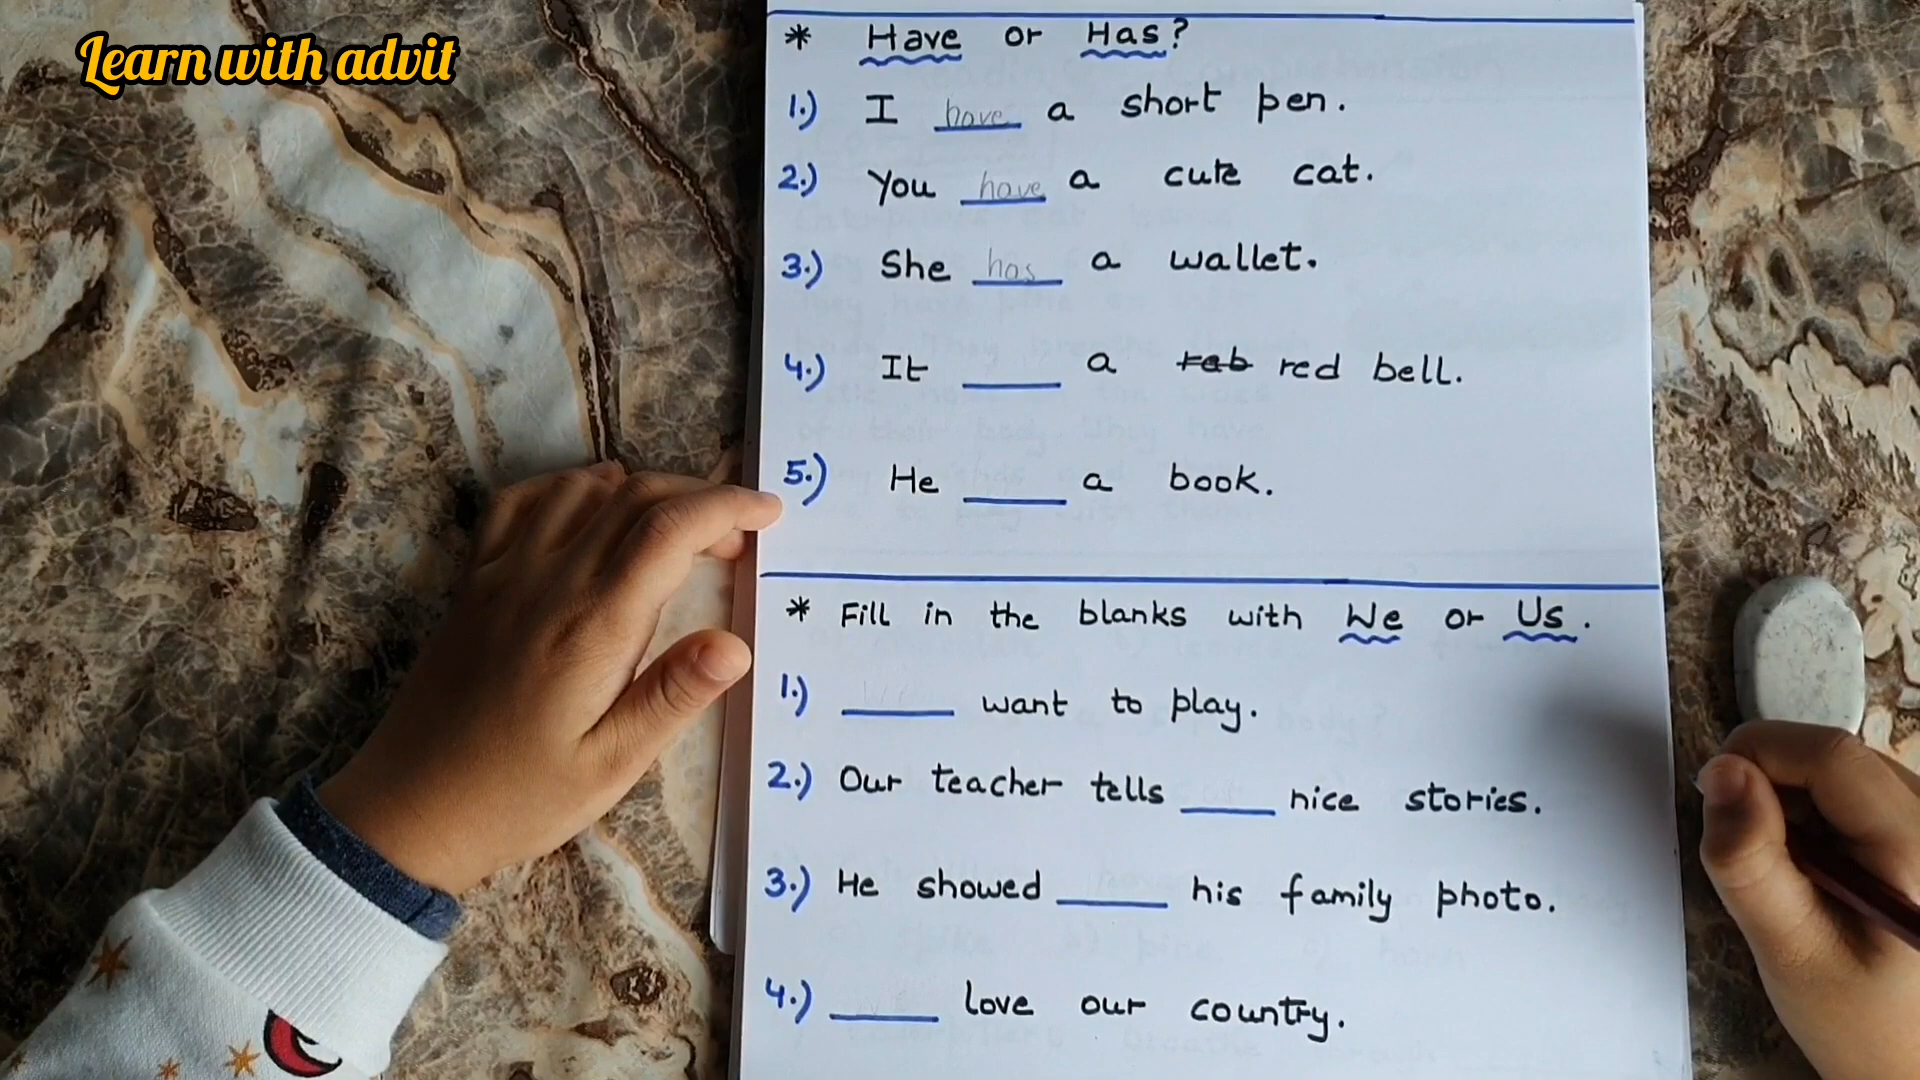 Learn with advit
* Have or Has?
1.) I have a short pen.
2.) You have a cute cat.
3.) She has a wallet.
4.) It ____ a reb red bell.
5.) He ____ a book.
* Fill in the blanks with We or Us.
1.) ____ want to play.
2.) Our teacher tells ____ nice stories.
3.) He showed ____ his family photo.
4.) ____ love our country.